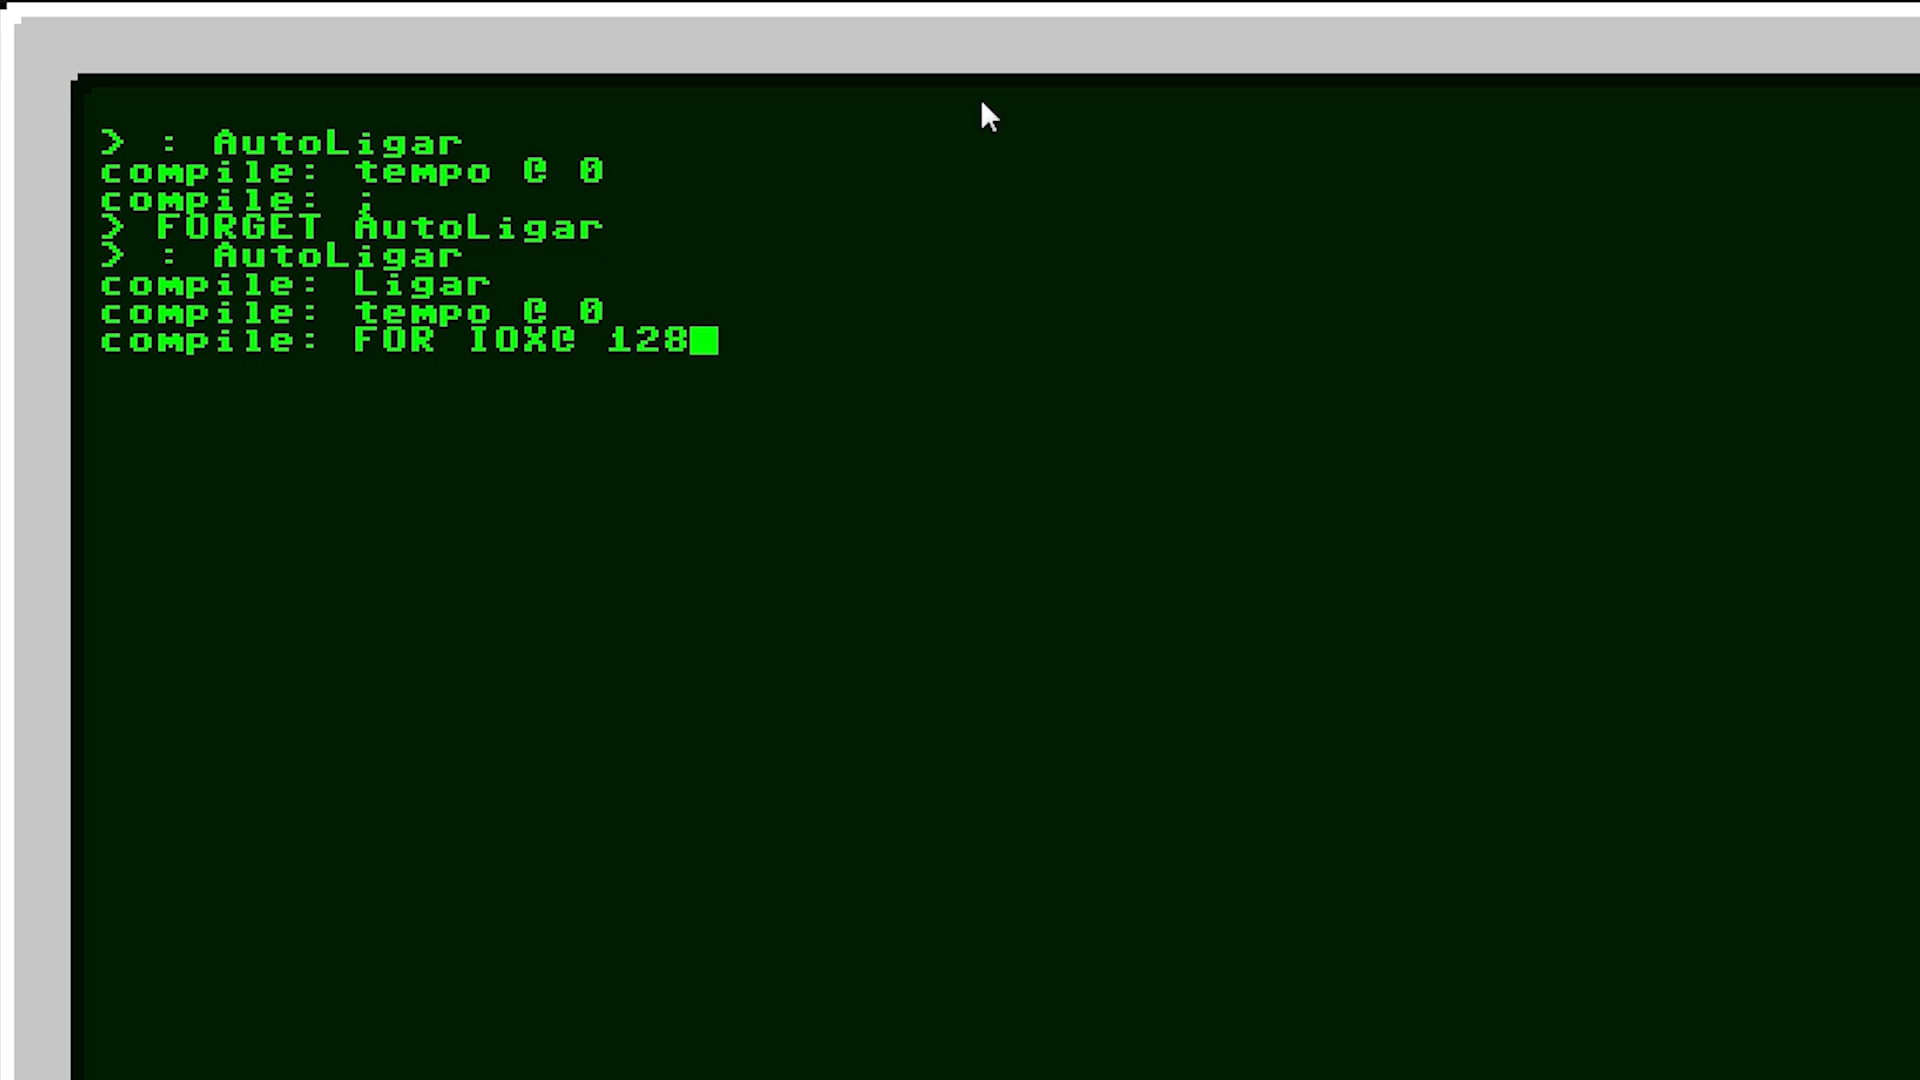 > : AutoLigar
compile: tempo @ 0
compile: ;
> FORGET AutoLigar
> : AutoLigar
compile: Ligar
compile: tempo @ 0
compile: FOR IOX@ 128